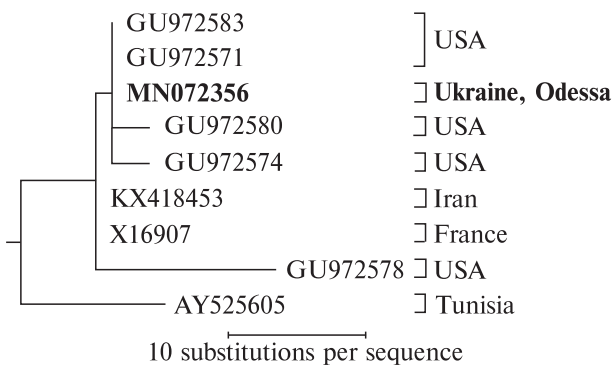 GU972583
GU972571
USA
MN072356 Ukraine, Odessa
GU972580 USA
GU972574 USA
KX418453 Iran
X16907 France
GU972578 USA
AY525605 Tunisia
10 substitutions per sequence